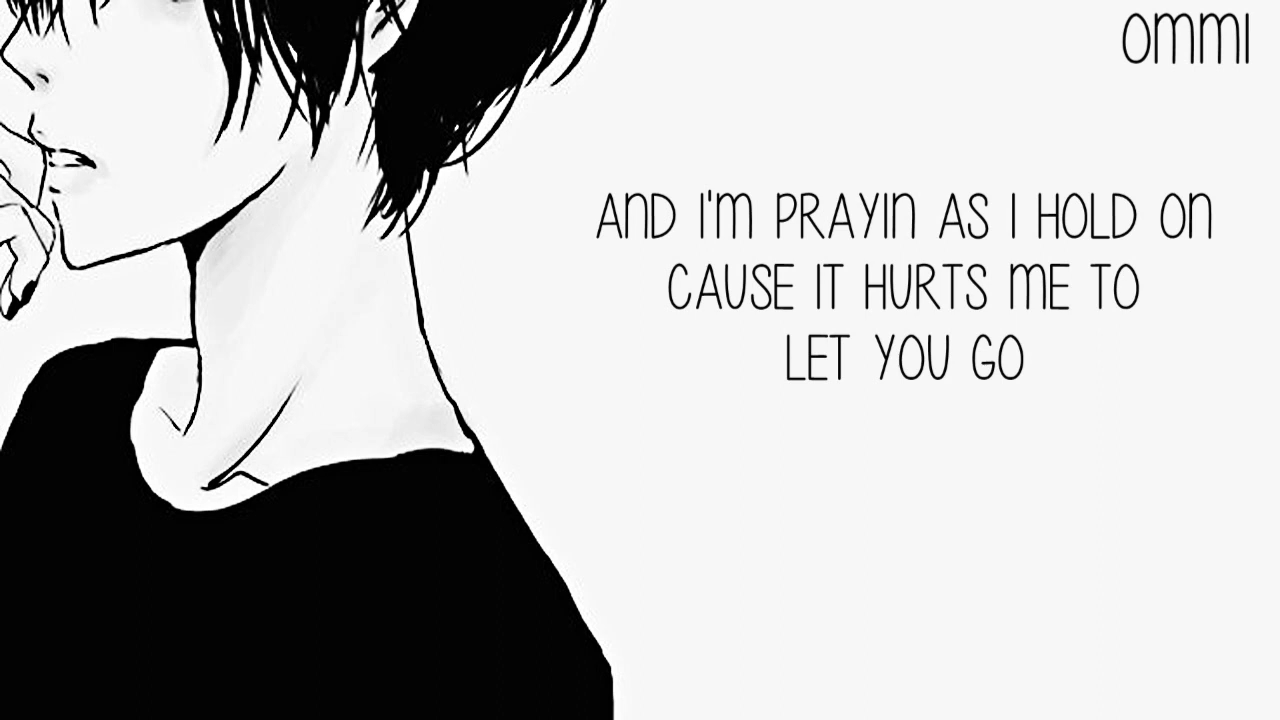 OMMI
AND I'M PRAYIN AS I HOLD ON
CAUSE IT HURTS ME TO
LET YOU GO